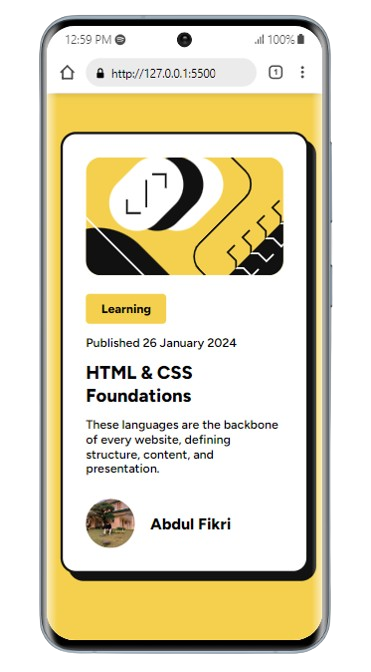 12:59 PM
100%
http://127.0.0.1:5500
1
Learning
Published 26 January 2024
HTML & CSS
Foundations
These languages are the backbone
of every website, defining
structure, content, and
presentation.
Abdul Fikri